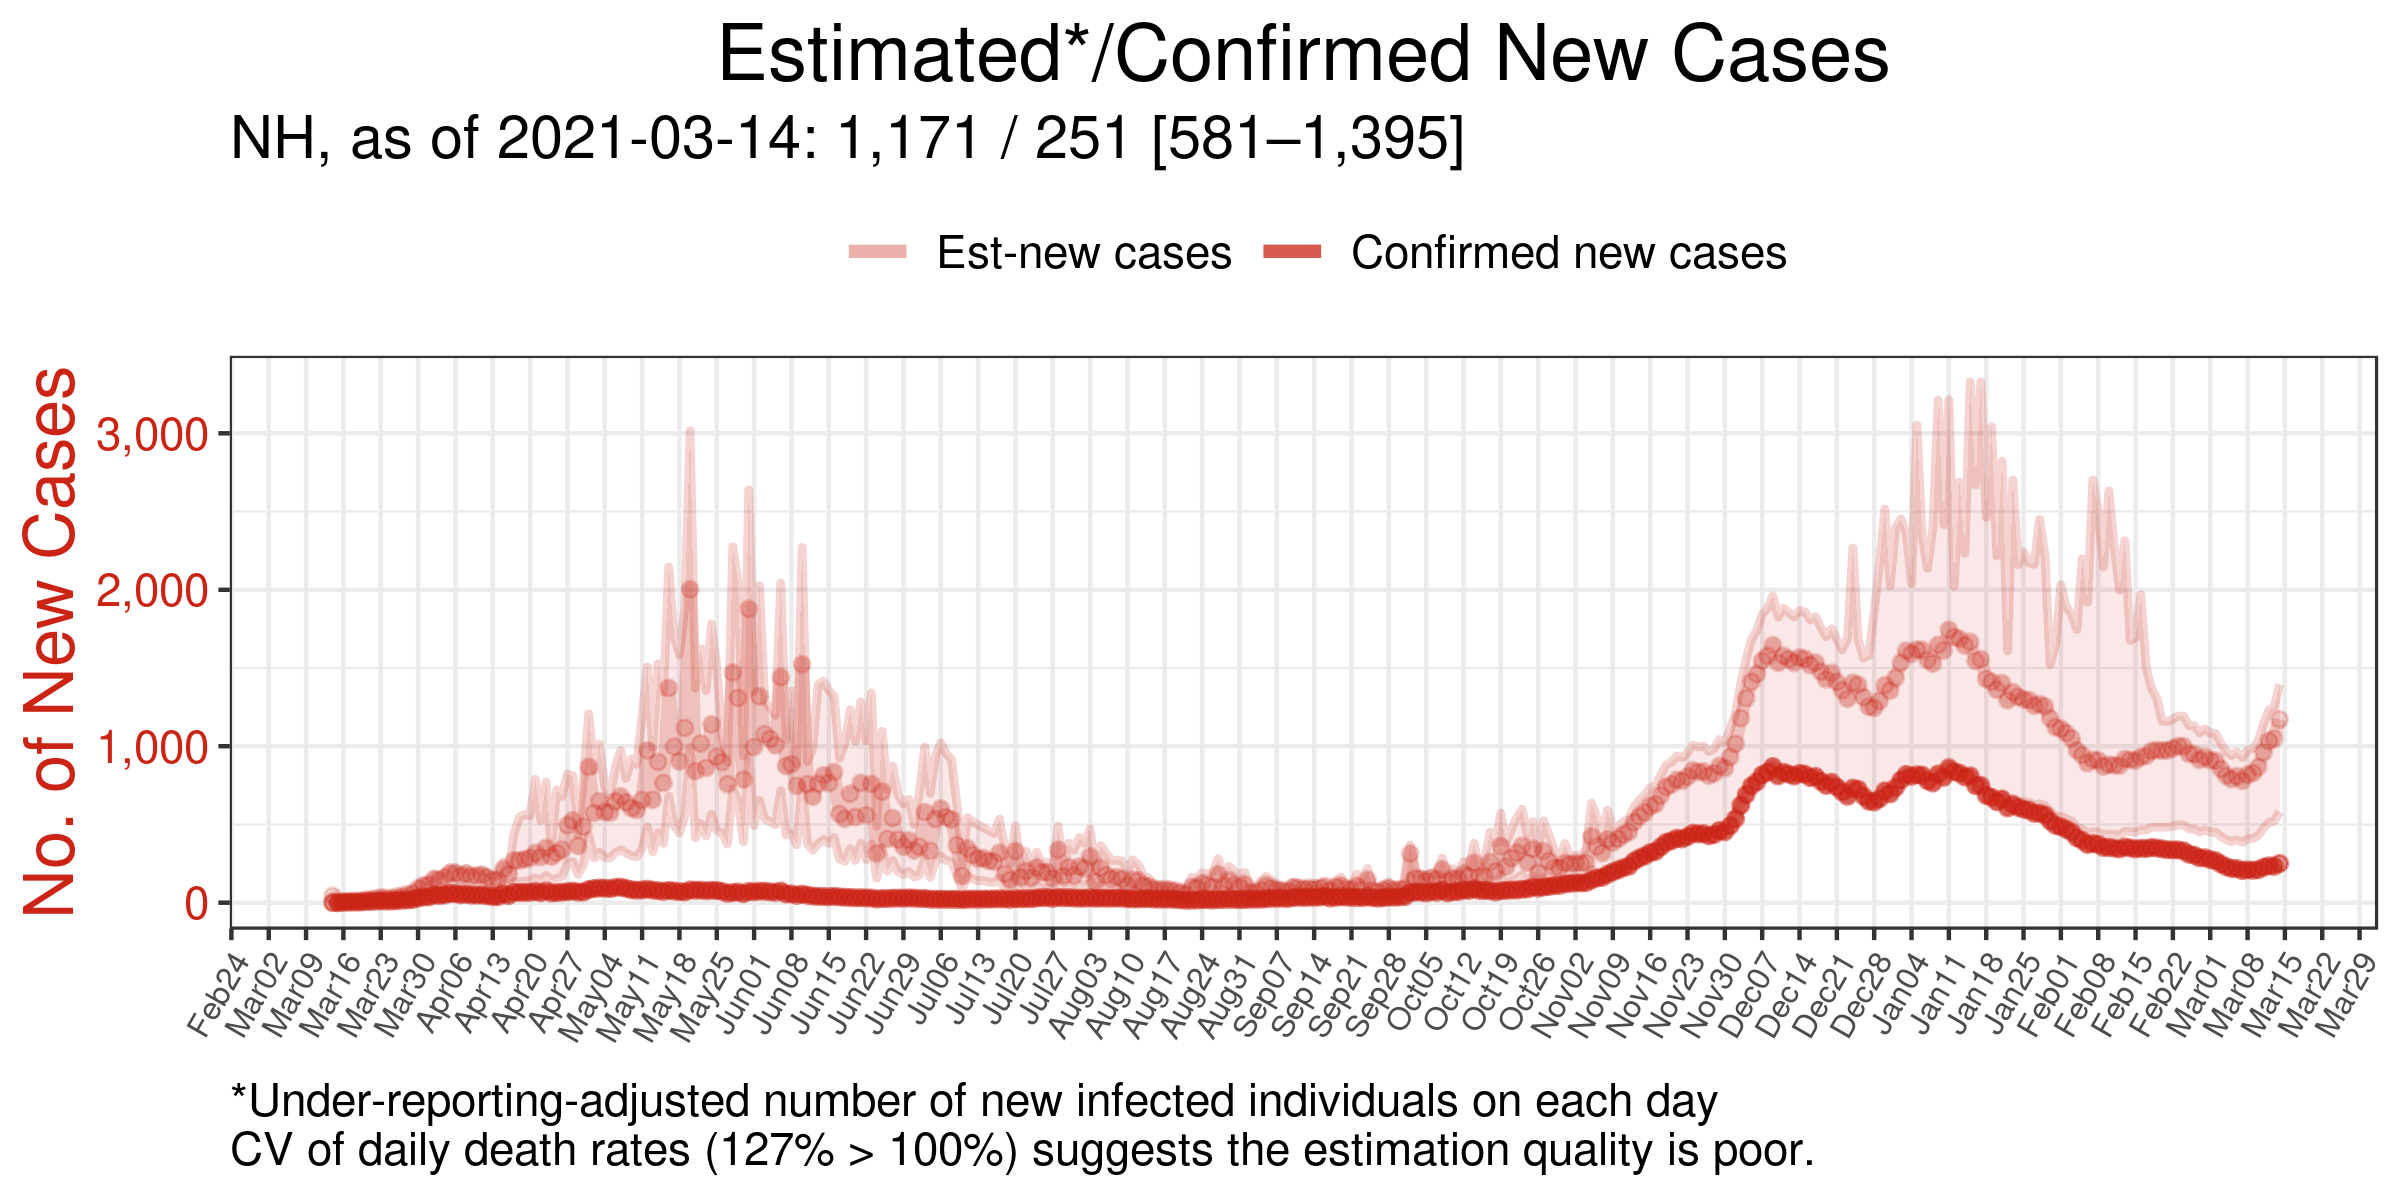 Estimated*/Confirmed New Cases
NH, as of 2021-03-14: 1,171 / 251 [581–1,395]
Est-new cases Confirmed new cases
No. of New Cases
3,000
2,000
1,000
0
Feb24 Mar02 Mar09 Mar16 Mar23 Mar30 Apr06 Apr13 Apr20 Apr27 May04 May11 May18 May25 Jun01 Jun08 Jun15 Jun22 Jun29 Jul06 Jul13 Jul20 Jul27 Aug03 Aug10 Aug17 Aug24 Aug31 Sep07 Sep14 Sep21 Sep28 Oct05 Oct12 Oct19 Oct26 Nov02 Nov09 Nov16 Nov23 Nov30 Dec07 Dec14 Dec21 Dec28 Jan04 Jan11 Jan18 Jan25 Feb01 Feb08 Feb15 Feb22 Mar01 Mar08 Mar15 Mar22 Mar29
*Under-reporting-adjusted number of new infected individuals on each day
CV of daily death rates (127% > 100%) suggests the estimation quality is poor.